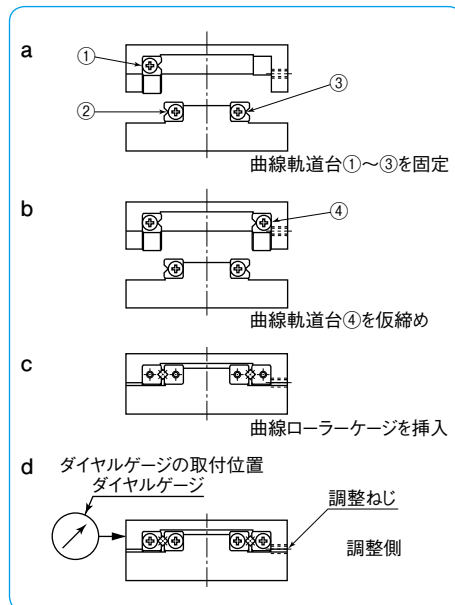 a
①
②
③
曲線軌道台①～③を固定
b
④
曲線軌道台④を仮締め
c
曲線ローラーケージを挿入
d
ダイヤルゲージの取付位置
ダイヤルゲージ
調整ねじ
調整側